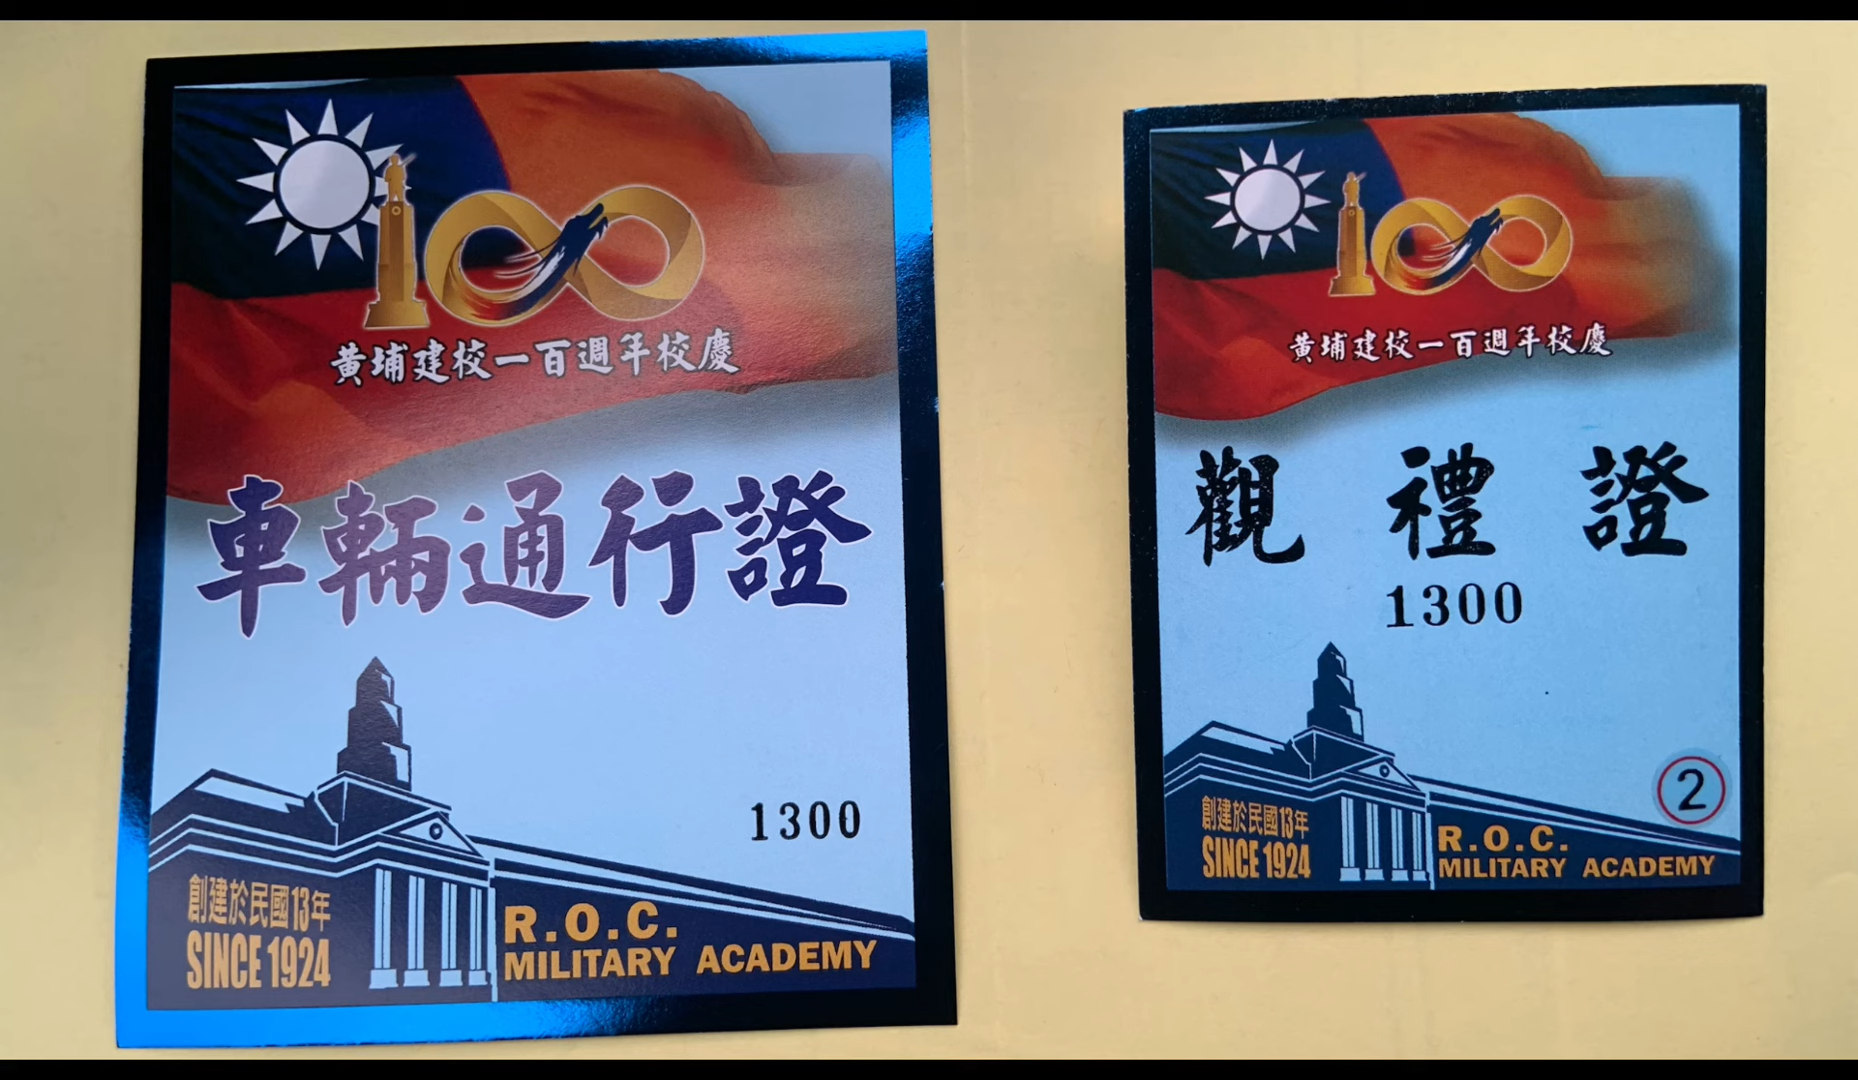 黄埔建校一百週年校慶
車輛通行證
1300
創建於民國13年
SINCE 1924
R.O.C.
MILITARY ACADEMY
黄埔建校一百週年校慶
觀禮證
1300
2
創建於民國13年
SINCE 1924
R.O.C.
MILITARY ACADEMY